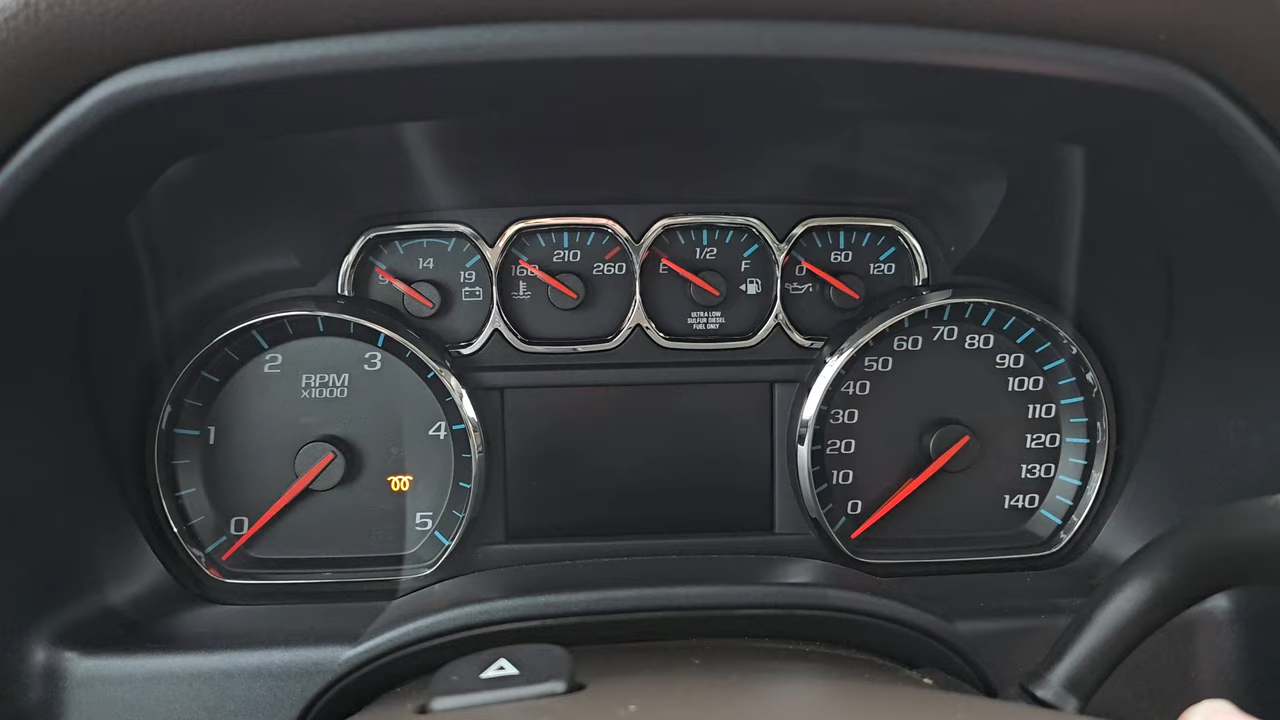 14
9 19
210
160 260
1/2
E F
ULTRA LOW
SULFUR DIESEL
FUEL ONLY
60
0 120
2 3
RPM
x1000
1 4
0 5
60 70 80
50 90
40 100
30 110
20 120
10 130
0 140